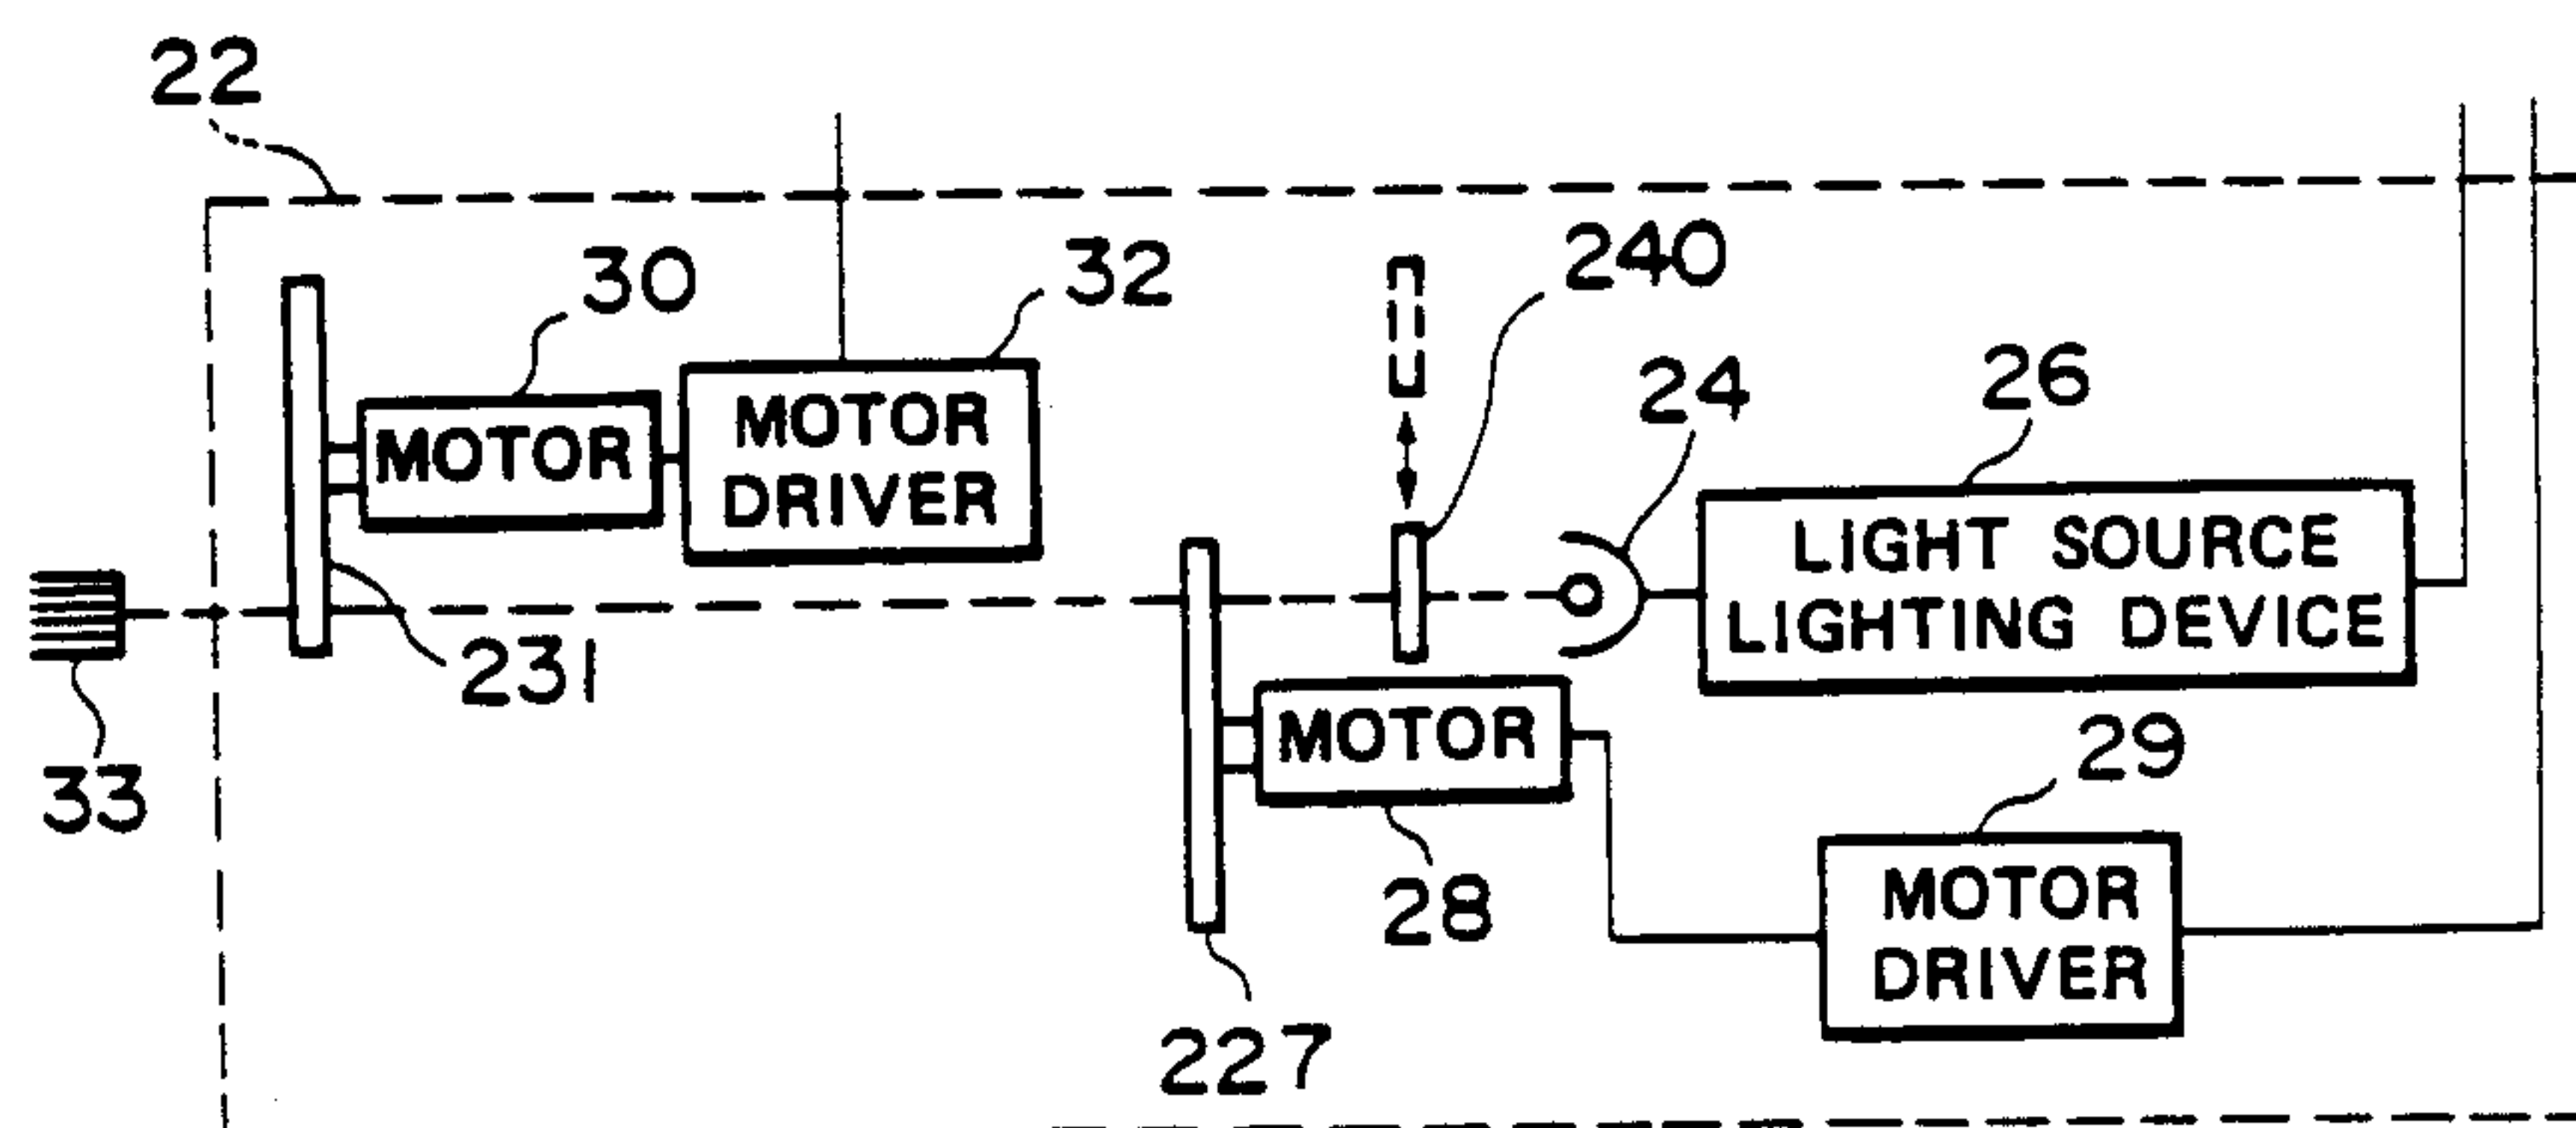 22
30
32
240
24
26
MOTOR
MOTOR
DRIVER
LIGHT SOURCE
LIGHTING DEVICE
231
33
MOTOR
28
29
MOTOR
DRIVER
227